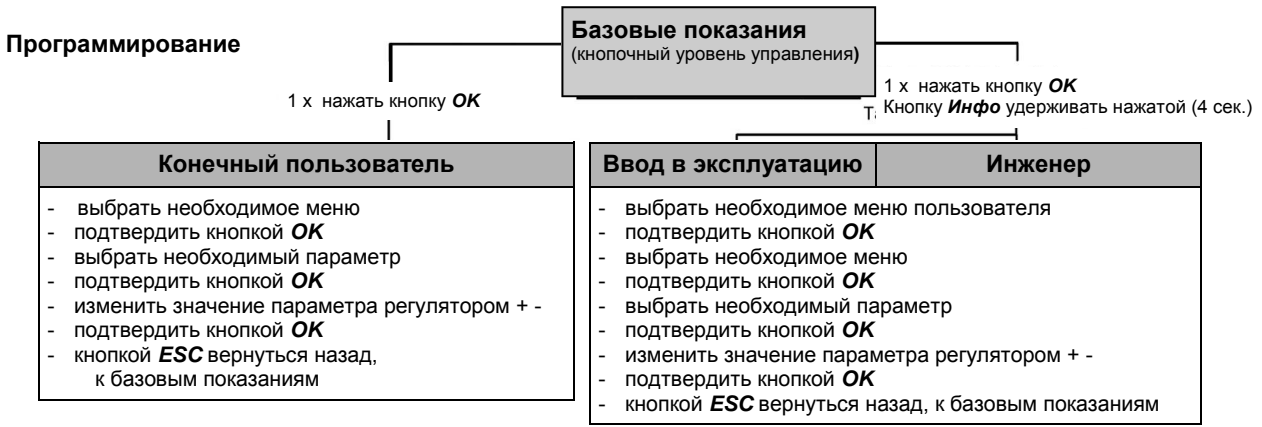 Программирование
Базовые показания
(кнопочный уровень управления)
1 x нажать кнопку OK
1 x нажать кнопку OK
Кнопку Инфо удерживать нажатой (4 сек.)
Конечный пользователь
- выбрать необходимое меню
- подтвердить кнопкой OK
- выбрать необходимый параметр
- подтвердить кнопкой OK
- изменить значение параметра регулятором + -
- подтвердить кнопкой OK
- кнопкой ESC вернуться назад,
к базовым показаниям
Ввод в эксплуатацию
Инженер
- выбрать необходимое меню пользователя
- подтвердить кнопкой OK
- выбрать необходимое меню
- подтвердить кнопкой OK
- выбрать необходимый параметр
- подтвердить кнопкой OK
- изменить значение параметра регулятором + -
- подтвердить кнопкой OK
- кнопкой ESC вернуться назад, к базовым показаниям